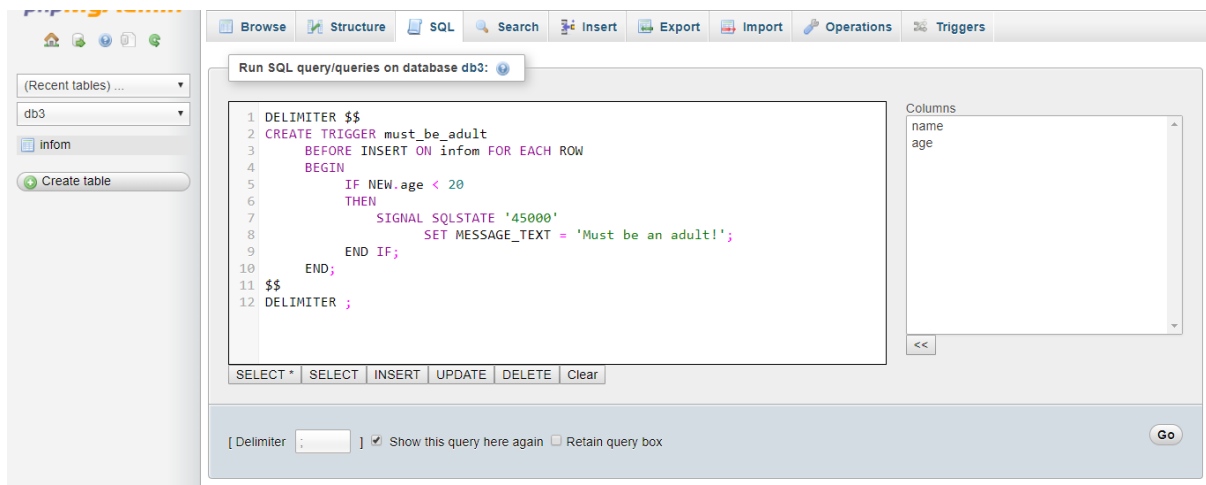 phpMyAdmin
Browse Structure SQL Search Insert Export Import Operations Triggers
(Recent tables) ...
db3
infom
Create table
Run SQL query/queries on database db3:
1 DELIMITER $$
2 CREATE TRIGGER must_be_adult
3 BEFORE INSERT ON infom FOR EACH ROW
4 BEGIN
5 IF NEW.age < 20
6 THEN
7 SIGNAL SQLSTATE '45000'
8 SET MESSAGE_TEXT = 'Must be an adult!';
9 END IF;
10 END;
11 $$
12 DELIMITER ;
Columns
name
age
<<
SELECT * SELECT INSERT UPDATE DELETE Clear
[ Delimiter ; ] Show this query here again Retain query box
Go